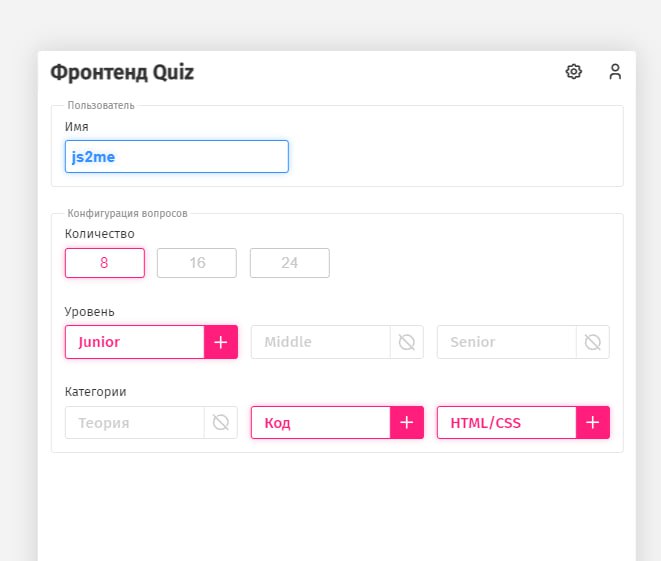 Фронтенд Quiz
Пользователь
Имя
js2me
Конфигурация вопросов
Количество
8 16 24
Уровень
Junior Middle Senior
Категории
Теория Код HTML/CSS